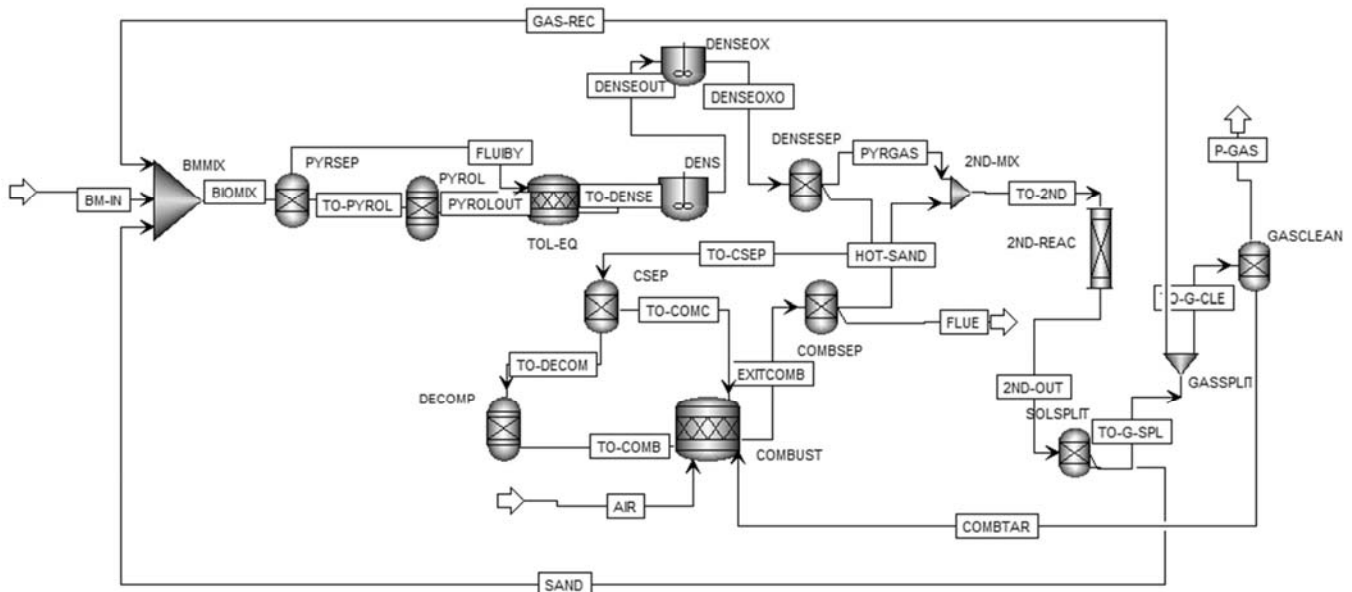 GAS-REC
DENSEOX
DENSEOUT
DENSEOXO
P-GAS
DENSESEP
BMMIX
PYRSEP
FLUIBY
DENS
PYRGAS
2ND-MIX
PYROL
BM-IN
BIOMIX
TO-PYROL
PYROLOUT
TO-DENSE
TO-2ND
TOL-EQ
2ND-REAC
GASCLEAN
TO-CSEP
HOT-SAND
CSEP
TO-G-CLE
TO-COMC
FLUE
COMBSEP
TO-DECOM
EXITCOMB
GASSPLIT
2ND-OUT
DECOMP
SOLSPLIT
TO-G-SPL
TO-COMB
COMBUST
AIR
COMBTAR
SAND